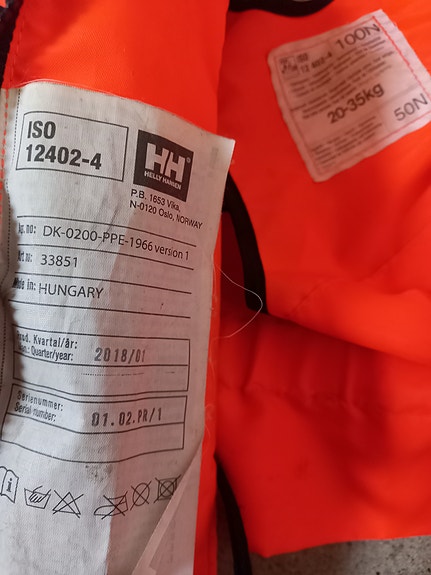 ISO
12402-4
HH
HELLY HANSEN
P.B. 1653 Vika,
N-0120 Oslo, NORWAY
no: DK-0200-PPE-1966 version 1
33851
in: HUNGARY
Kvartal/år:
Quarter/year: 2018/01
Serienummer:
Serial-number: 01.02.PR/1
100N
12402-4
20-35kg
50N